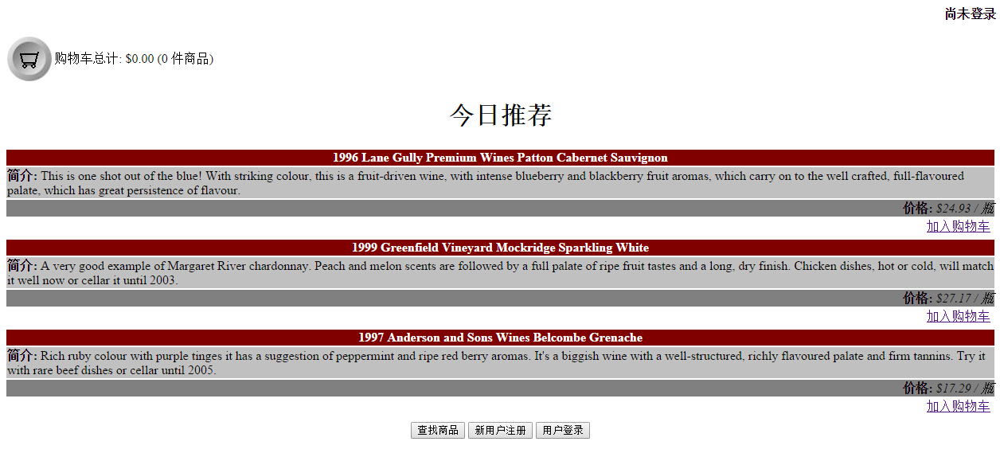 尚未登录
购物车总计: $0.00 (0 件商品)
今日推荐
1996 Lane Gully Premium Wines Patton Cabernet Sauvignon
简介: This is one shot out of the blue! With striking colour, this is a fruit-driven wine, with intense blueberry and blackberry fruit aromas, which carry on to the well crafted, full-flavoured
palate, which has great persistence of flavour.
价格: $24.93 / 瓶
加入购物车
1999 Greenfield Vineyard Mockridge Sparkling White
简介: A very good example of Margaret River chardonnay. Peach and melon scents are followed by a full palate of ripe fruit tastes and a long, dry finish. Chicken dishes, hot or cold, will match
it well now or cellar it until 2003.
价格: $27.17 / 瓶
加入购物车
1997 Anderson and Sons Wines Belcombe Grenache
简介: Rich ruby colour with purple tinges it has a suggestion of peppermint and ripe red berry aromas. It's a biggish wine with a well-structured, richly flavoured palate and firm tannins. Try it
with rare beef dishes or cellar until 2005.
价格: $17.29 / 瓶
加入购物车
查找商品 新用户注册 用户登录